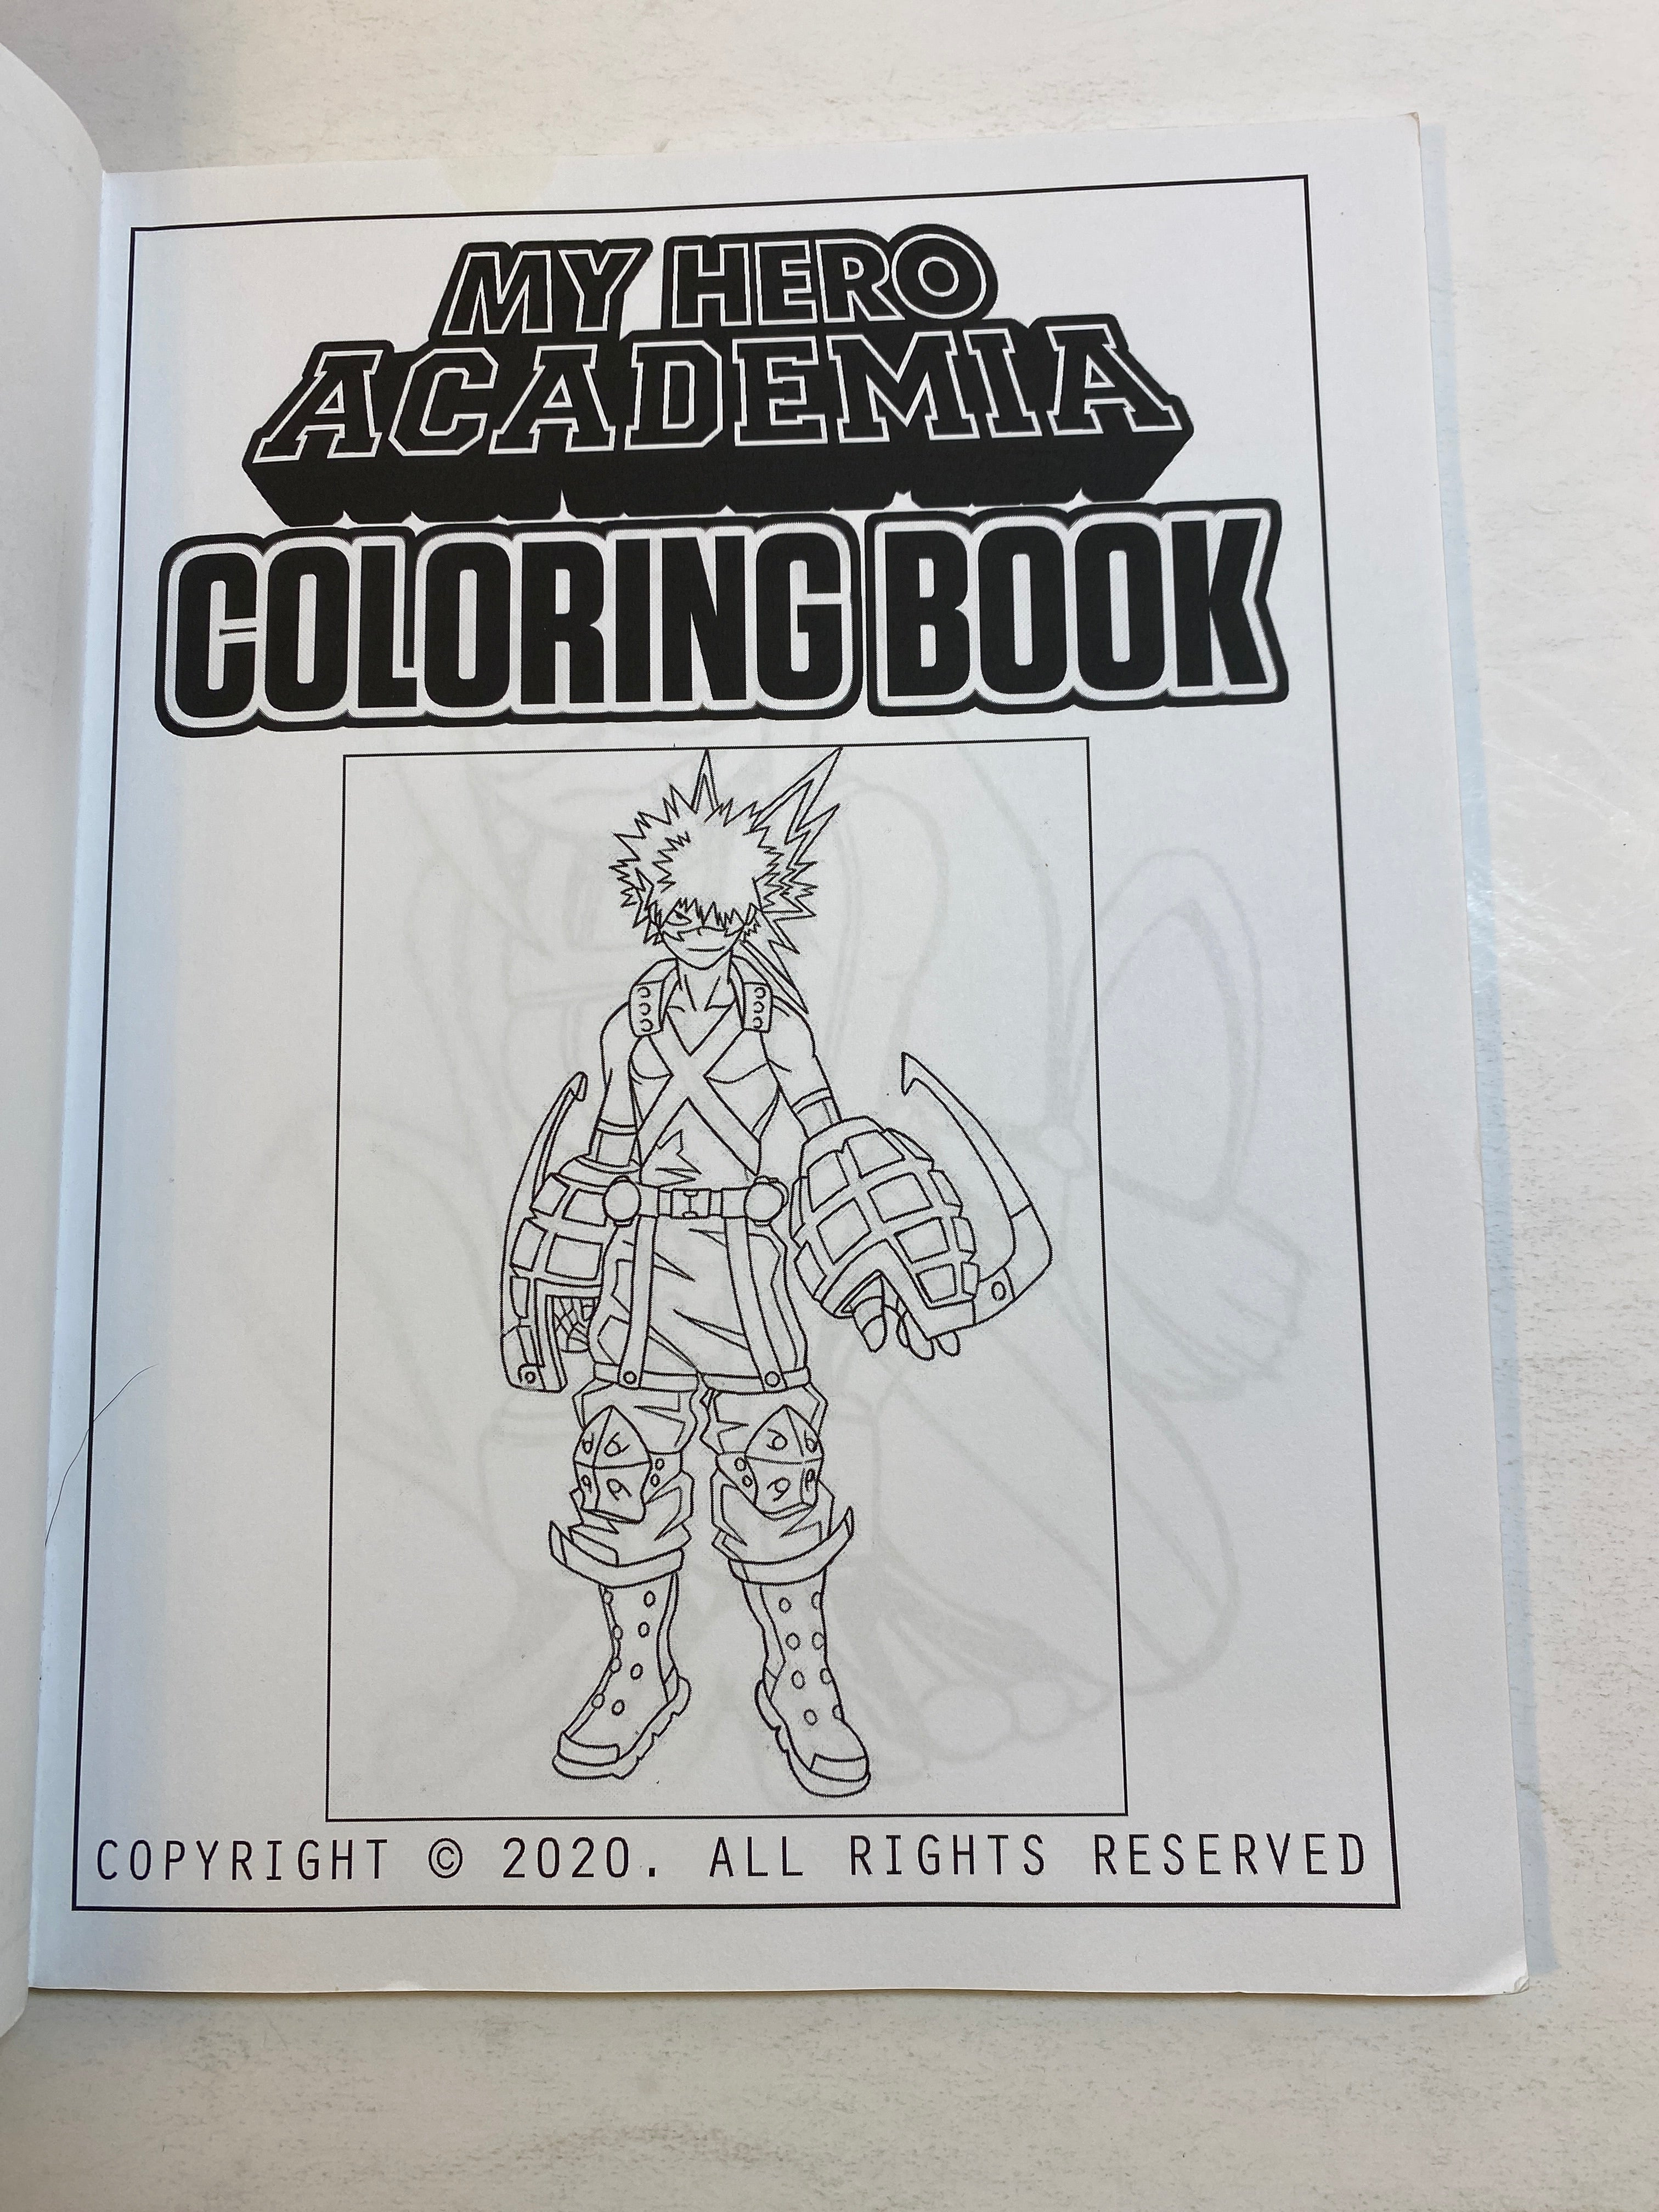 MY HERO
ACADEMIA
COLORING BOOK
COPYRIGHT © 2020. ALL RIGHTS RESERVED